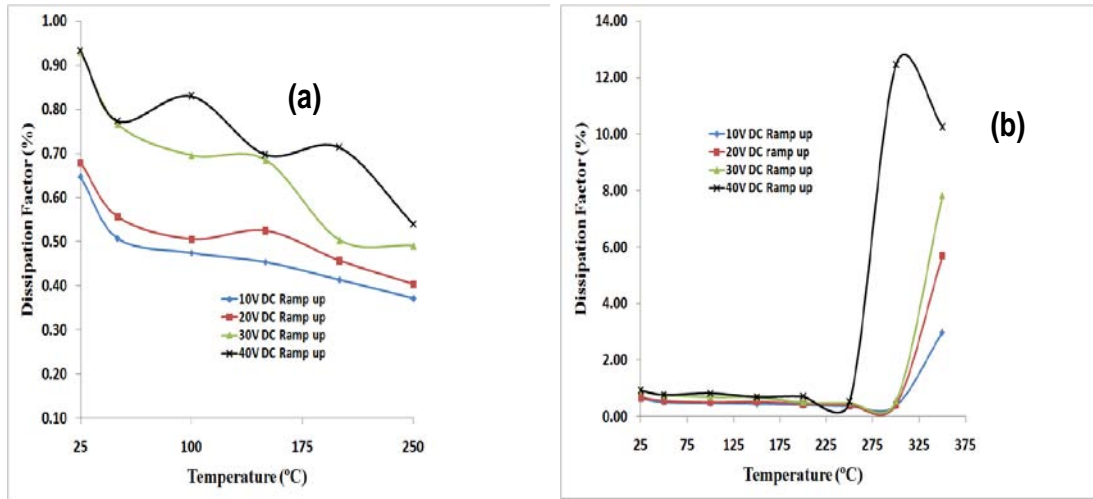 1.00
0.90
0.80
0.70
0.60
0.50
0.40
0.30
0.20
0.10
Dissipation Factor (%)
(a)
10V DC Ramp up
20V DC Ramp up
30V DC Ramp up
40V DC Ramp up
25
100
175
250
Temperature (ºC)
14.00
12.00
10.00
8.00
6.00
4.00
2.00
0.00
Dissipation Factor (%)
(b)
10V DC Ramp up
20V DC ramp up
30V DC Ramp up
40V DC Ramp up
25
75
125
175
225
275
325
375
Temperature (ºC)